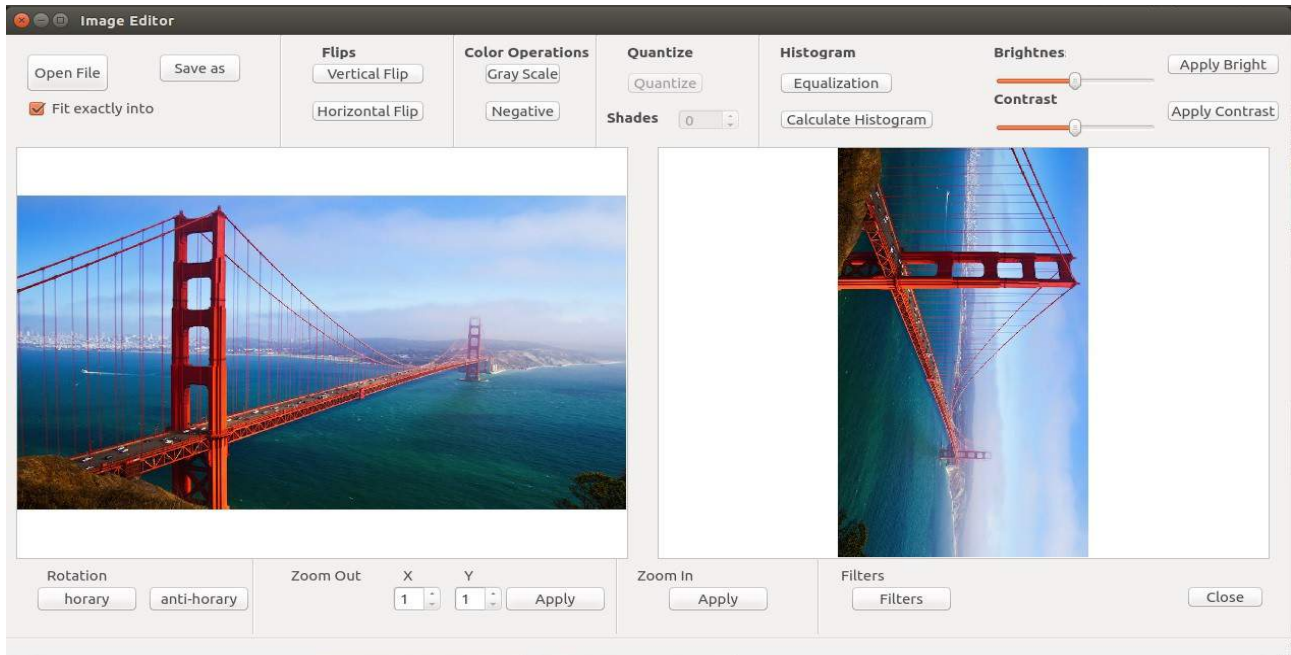 Image Editor
Open File
Save as
Fit exactly into
Flips
Vertical Flip
Horizontal Flip
Color Operations
Gray Scale
Negative
Quantize
Quantize
Shades 0
Histogram
Equalization
Calculate Histogram
Brightnes
Contrast
Apply Bright
Apply Contrast
Rotation
horary anti-horary
Zoom Out X Y
1 1 Apply
Zoom In
Apply
Filters
Filters
Close